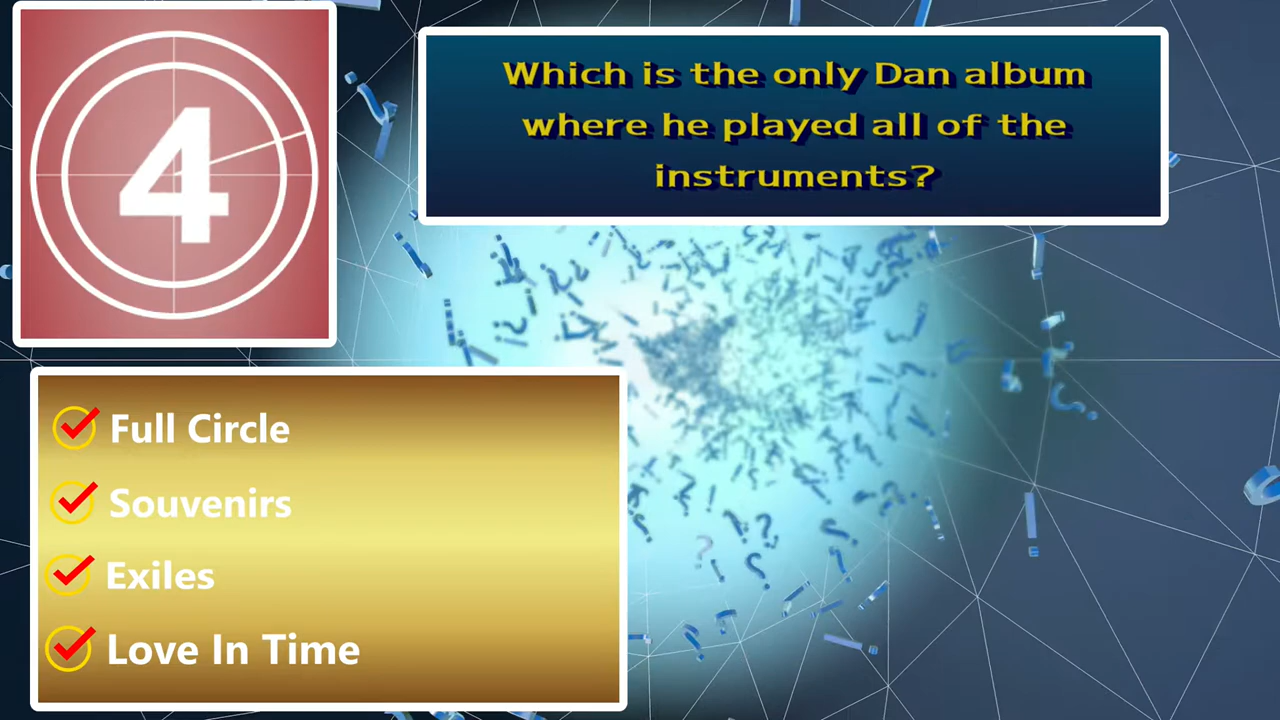 4
Which is the only Dan album
where he played all of the
instruments?
Full Circle
Souvenirs
Exiles
Love In Time